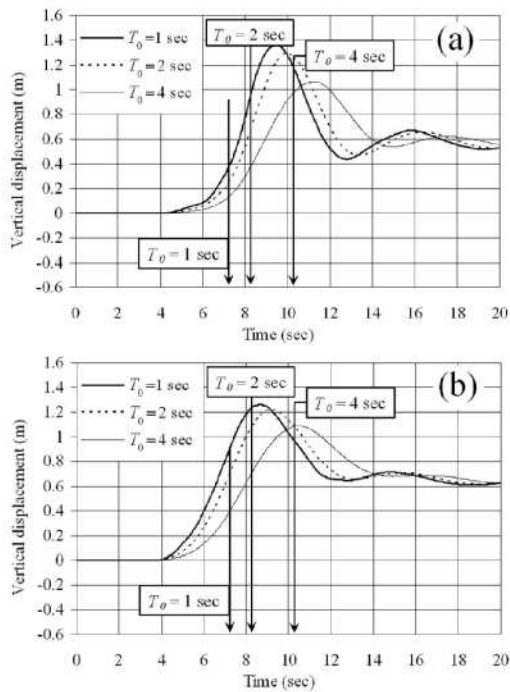 1.6
1.4
1.2
1
0.8
0.6
0.4
0.2
0
-0.2
-0.4
-0.6
Vertical displacement (m)
T₀ = 1 sec
T₀ = 2 sec
T₀ = 4 sec
T₀ = 2 sec
(a)
T₀ = 4 sec
T₀ = 1 sec
0 2 4 6 8 10 12 14 16 18 20
Time (sec)
1.6
1.4
1.2
1
0.8
0.6
0.4
0.2
0
-0.2
-0.4
-0.6
Vertical displacement (m)
T₀ =1 sec
T₀ = 2 sec
T₀ = 4 sec
T₀ = 2 sec
(b)
T₀ = 4 sec
T₀ = 1 sec
0 2 4 6 8 10 12 14 16 18 20
Time (sec)